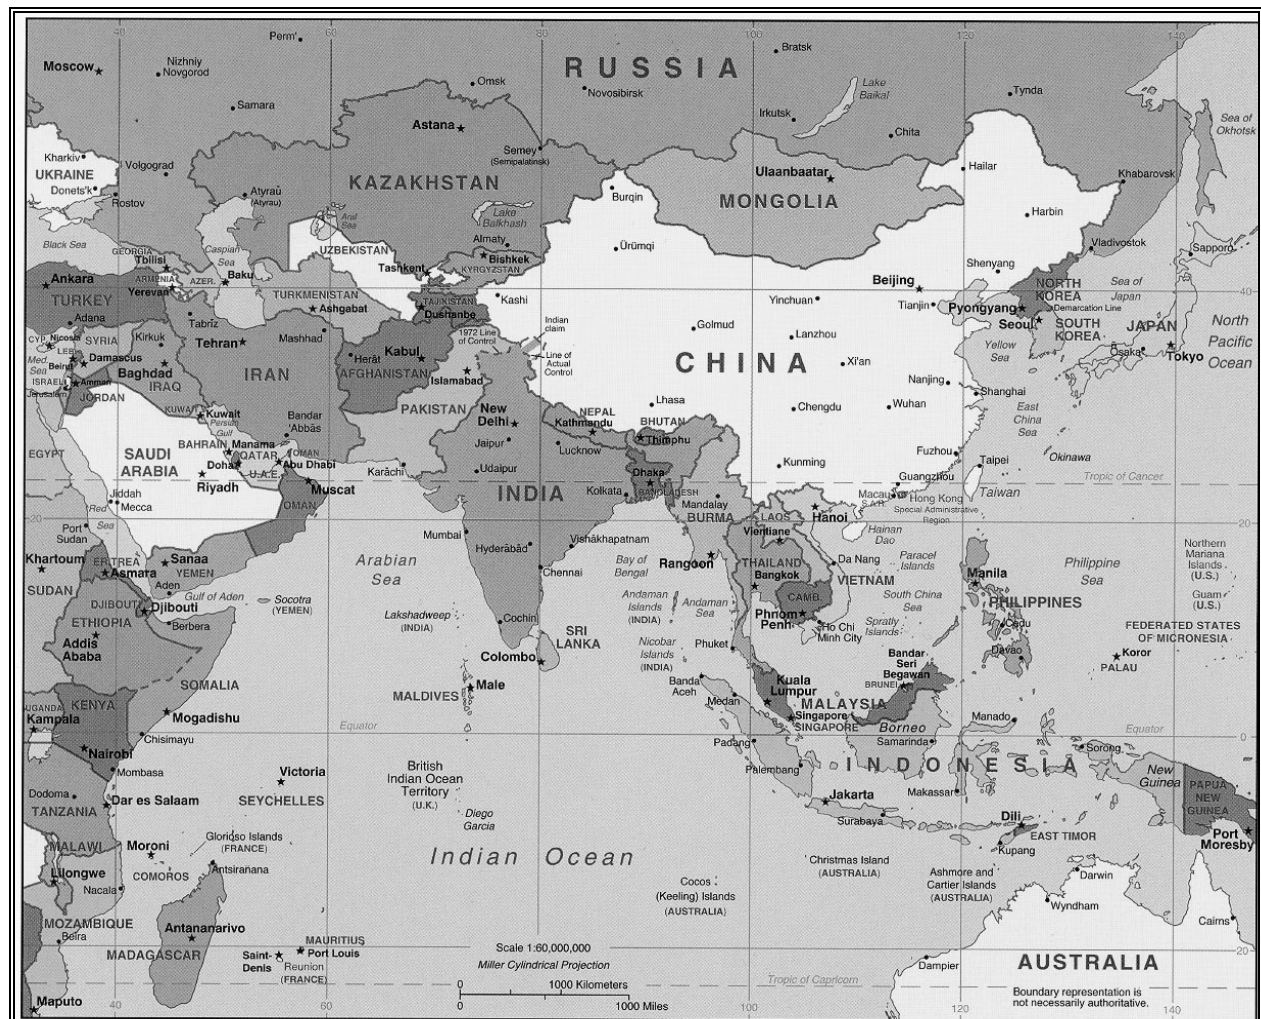 40
60
80
100
120
140
Perm'
Bratsk
Moscow
Nizhniy
Novgorod
RUSSIA
Omsk
Novosibirsk
Lake
Baikal
Tynda
Samara
Sea of
Okhotsk
Astana
Irkutsk
Chita
Kharkiv
UKRAINE
Volgograd
Semey
(Semipalatinsk)
Ulaanbaatar
Hailar
Khabarovsk
Donets'k
Rostov
Atyraū
(Atyrau)
KAZAKHSTAN
Burqin
MONGOLIA
Harbin
Aral
Sea
Lake
Balkhash
Black Sea
Caspian
Sea
Almaty
Ürümqi
Vladivostok
Sapporo
GEORGIA
Tbilisi
UZBEKISTAN
Bishkek
KYRGYZSTAN
Tashkent
Shenyang
Ankara
ARMENIA
AZER.
Baku
Beijing
NORTH
KOREA
Sea of
Japan
40
TURKEY
Yerevan
TURKMENISTAN
Ashgabat
TAJIKISTAN
Dushanbe
Kashi
Yinchuan
Tianjin
Pyongyang
Demarcation Line
Adana
Tabriz
Indian
claim
Golmud
Lanzhou
Seoul
SOUTH
KOREA
JAPAN
North
Pacific
Ocean
CYP.
Nicosia
SYRIA
Kirkuk
Tehran
Mashhad
1972 Line
of Control
Yellow
Sea
Ōsaka
Tokyo
LEB.
Beirut
Damascus
Med.
Sea
Baghdad
IRAQ
IRAN
Herāt
Kabul
AFGHANISTAN
Islamabad
Line of
Actual
Control
CHINA
Xi'an
Nanjing
ISRAEL
Jerusalem
Amman
JORDAN
Shanghai
KUWAIT
Kuwait
Persian
Gulf
Bandar
'Abbās
PAKISTAN
New
Delhi
NEPAL
Kathmandu
Lhasa
BHUTAN
Thimphu
Chengdu
Wuhan
East
China
Sea
EGYPT
SAUDI
ARABIA
BAHRAIN
Manama
QATAR
Doha
OMAN
U.A.E.
Abu Dhabi
Jaipur
Lucknow
Fuzhou
Okinawa
Riyadh
Karāchi
Udaipur
Dhaka
Kunming
Taipei
Guangzhou
Tropic of Cancer
Jiddah
Mecca
Muscat
OMAN
INDIA
Kolkata
BANGLADESH
Mandalay
Macau
S.A.R.
Hong Kong
Special Administrative
Region
Taiwan
Red
Sea
Port
Sudan
20
BURMA
LAOS
Hanoi
Hainan
Dao
20
Khartoum
ERITREA
Asmara
Sanaa
YEMEN
Arabian
Sea
Mumbai
Hyderābād
Vishākhapatnam
Bay of
Bengal
Rangoon
Vientiane
THAILAND
Bangkok
Da Nang
VIETNAM
Paracel
Islands
Manila
Philippine
Sea
Northern
Mariana
Islands
(U.S.)
SUDAN
Aden
Gulf of Aden
Socotra
(YEMEN)
Chennai
Andaman
Islands
(INDIA)
Andaman
Sea
CAMB.
Phnom
Penh
South China
Sea
PHILIPPINES
Guam
(U.S.)
DJIBOUTI
Djibouti
ETHIOPIA
Berbera
Addis
Ababa
Lakshadweep
(INDIA)
Cochin
SRI
LANKA
Colombo
Nicobar
Islands
(INDIA)
Phuket
Ho Chi
Minh City
Spratly
Islands
Cebu
Davao
FEDERATED STATES
OF MICRONESIA
Koror
PALAU
SOMALIA
MALDIVES
Male
Banda
Aceh
Medan
Kuala
Lumpur
Bandar
Seri
Begawan
BRUNEI
MALAYSIA
UGANDA
Kampala
KENYA
Mogadishu
Chisimayu
Equator
Singapore
SINGAPORE
Borneo
Manado
Equator
0
Nairobi
Mombasa
Padang
Samarinda
Sorong
INDONESIA
New
Guinea
Dodoma
TANZANIA
Dar es Salaam
Victoria
SEYCHELLES
British
Indian Ocean
Territory
(U.K.)
Palembang
Makassar
PAPUA
NEW
GUINEA
Diego
Garcia
Jakarta
Surabaya
Dili
EAST TIMOR
Kupang
Port
Moresby
MALAWI
Lilongwe
Moroni
COMOROS
Glorioso Islands
(FRANCE)
Antsirañana
Indian Ocean
Christmas Island
(AUSTRALIA)
Ashmore and
Cartier Islands
(AUSTRALIA)
Darwin
Nacala
Cocos
(Keeling) Islands
(AUSTRALIA)
Wyndham
Cairns
MOZAMBIQUE
Beira
Antananarivo
MADAGASCAR
MAURITIUS
Port Louis
Saint-
Denis
Reunion
(FRANCE)
Scale 1:60,000,000
Miller Cylindrical Projection
0
1000 Kilometers
0
1000 Miles
Tropic of Capricorn
Dampier
AUSTRALIA
20
Boundary representation is
not necessarily authoritative.
Maputo
40
60
100
120
140